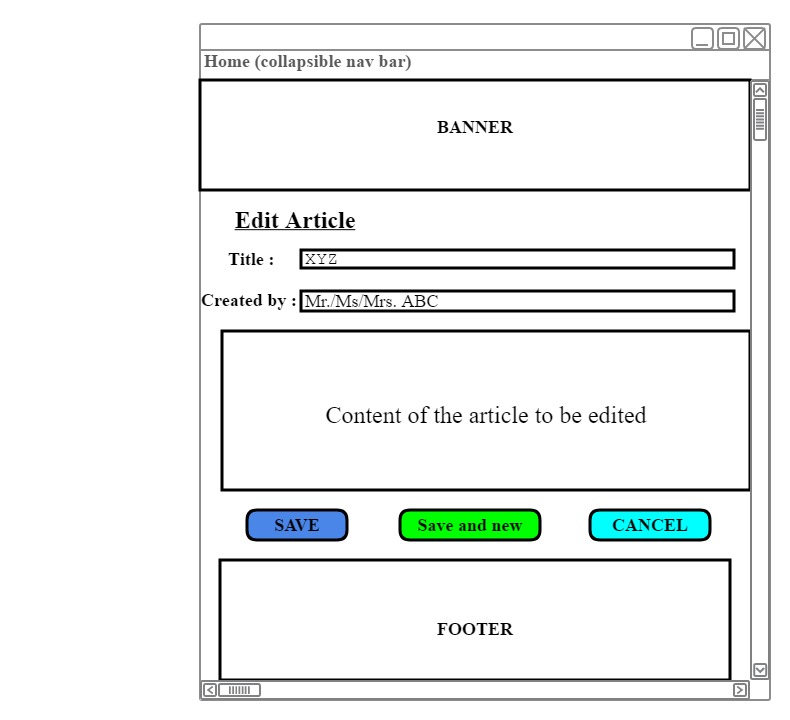 Home (collapsible nav bar)
BANNER
Edit Article
Title : XYZ
Created by : Mr./Ms/Mrs. ABC
Content of the article to be edited
SAVE Save and new CANCEL
FOOTER